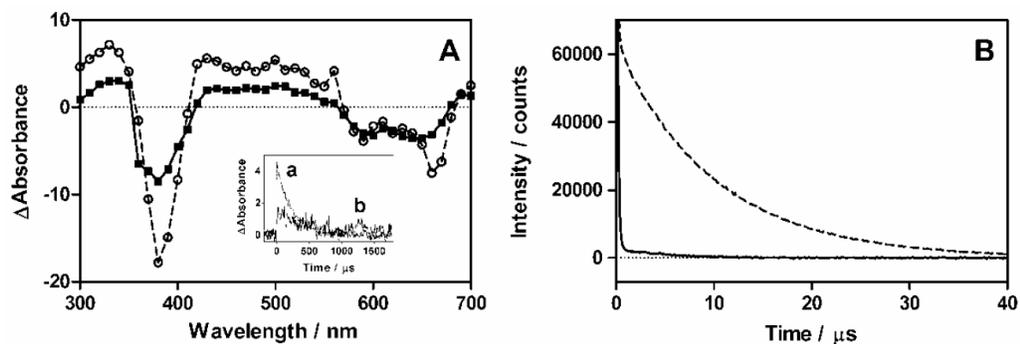 A
10
0
-10
-20
ΔAbsorbance
300 400 500 600 700
Wavelength / nm
a
b
4
2
0
ΔAbsorbance
0 500 1000 1500
Time / μs
B
60000
40000
20000
0
Intensity / counts
0 10 20 30 40
Time / μs